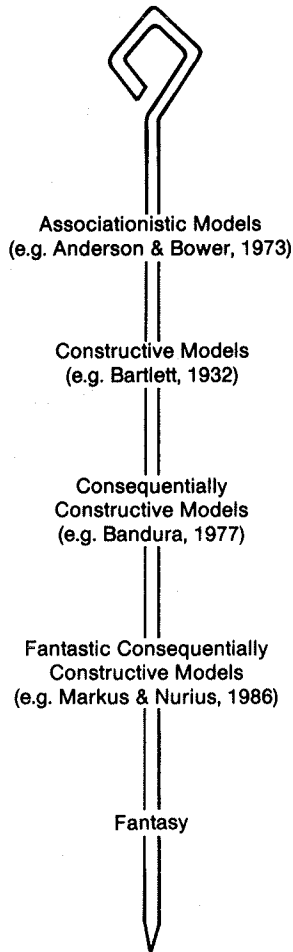 Associationistic Models
(e.g. Anderson & Bower, 1973)
Constructive Models
(e.g. Bartlett, 1932)
Consequentially
Constructive Models
(e.g. Bandura, 1977)
Fantastic Consequentially
Constructive Models
(e.g. Markus & Nurius, 1986)
Fantasy